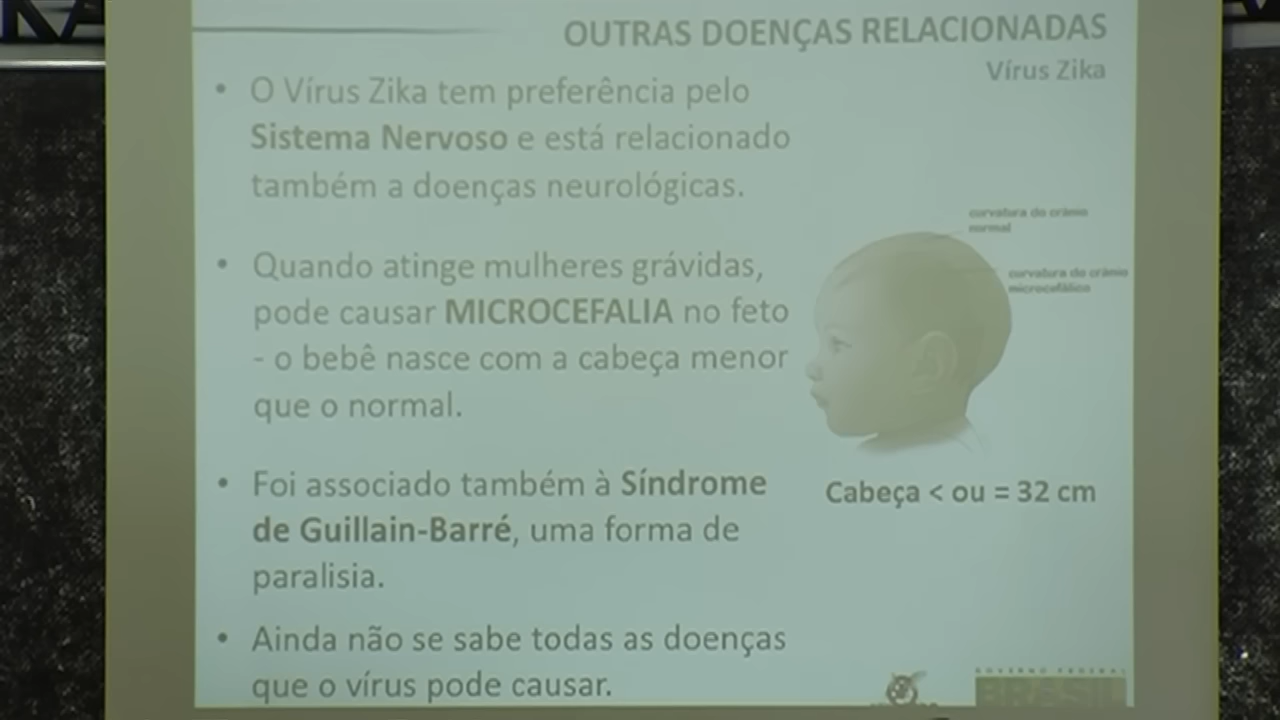 OUTRAS DOENÇAS RELACIONADAS
Vírus Zika
• O Vírus Zika tem preferência pelo
Sistema Nervoso e está relacionado
também a doenças neurológicas.
• Quando atinge mulheres grávidas,
pode causar MICROCEFALIA no feto
- o bebê nasce com a cabeça menor
que o normal.
• Foi associado também à Síndrome
de Guillain-Barré, uma forma de
paralisia.
• Ainda não se sabe todas as doenças
que o vírus pode causar.
curvatura do crânio
normal
curvatura do crânio
microcefálico
Cabeça < ou = 32 cm
GOVERNO FEDERAL
BRASIL